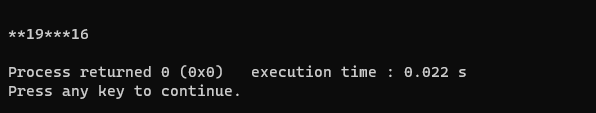 **19***16
Process returned 0 (0x0)   execution time : 0.022 s
Press any key to continue.